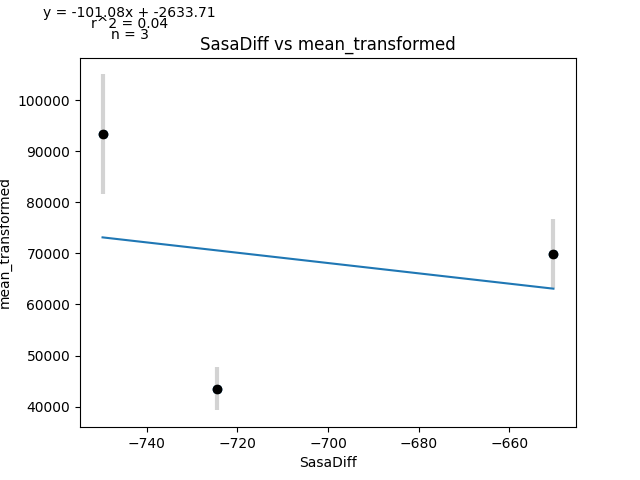 y = -101.08x + -2633.71
r^2 = 0.04
n = 3
SasaDiff vs mean_transformed
100000
90000
80000
70000
60000
50000
40000
mean_transformed
−740
−720
−700
−680
−660
SasaDiff